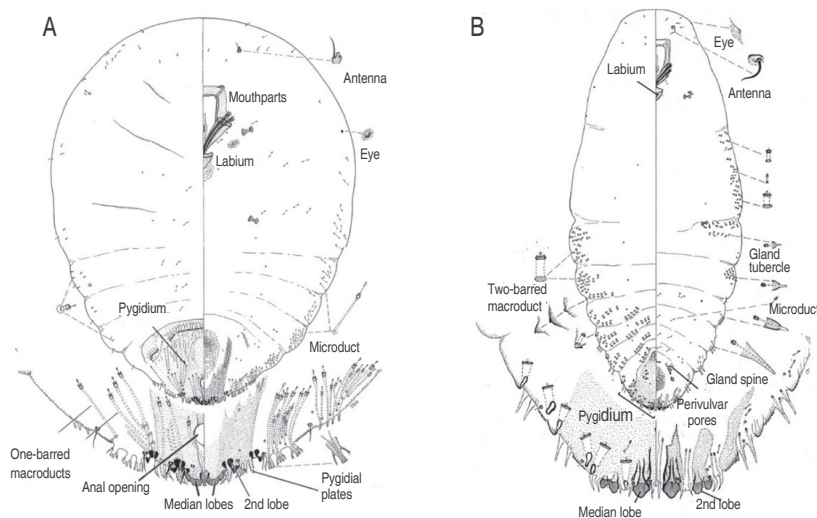 A
Antenna
Mouthparts
Eye
Labium
Pygidium
Microduct
One-barred
macroducts
Anal opening
Median lobes
2nd lobe
Pygidial
plates
B
Eye
Labium
Antenna
Gland
tubercle
Two-barred
macroduct
Microduct
Gland spine
Perivulvar
pores
Pygidium
Median lobe
2nd lobe